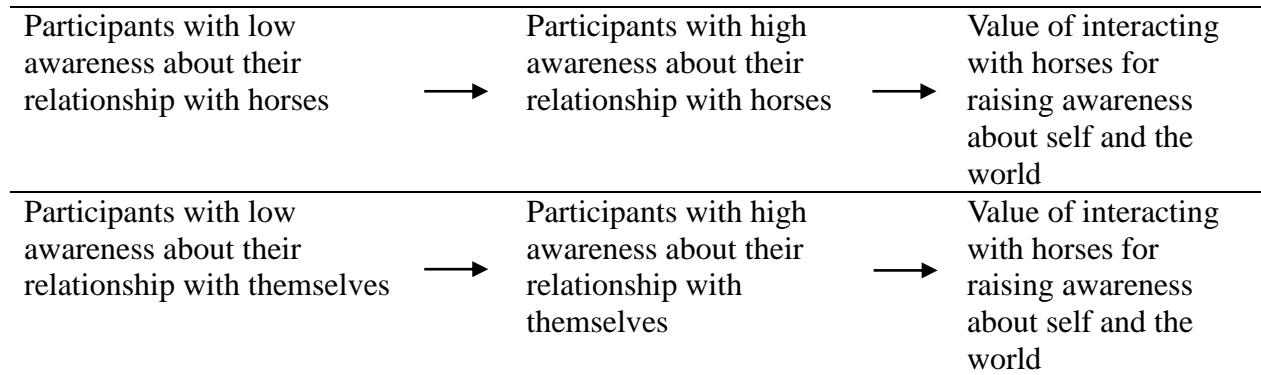 Participants with low
awareness about their
relationship with horses
Participants with high
awareness about their
relationship with horses
Value of interacting
with horses for
raising awareness
about self and the
world
Participants with low
awareness about their
relationship with themselves
Participants with high
awareness about their
relationship with
themselves
Value of interacting
with horses for
raising awareness
about self and the
world